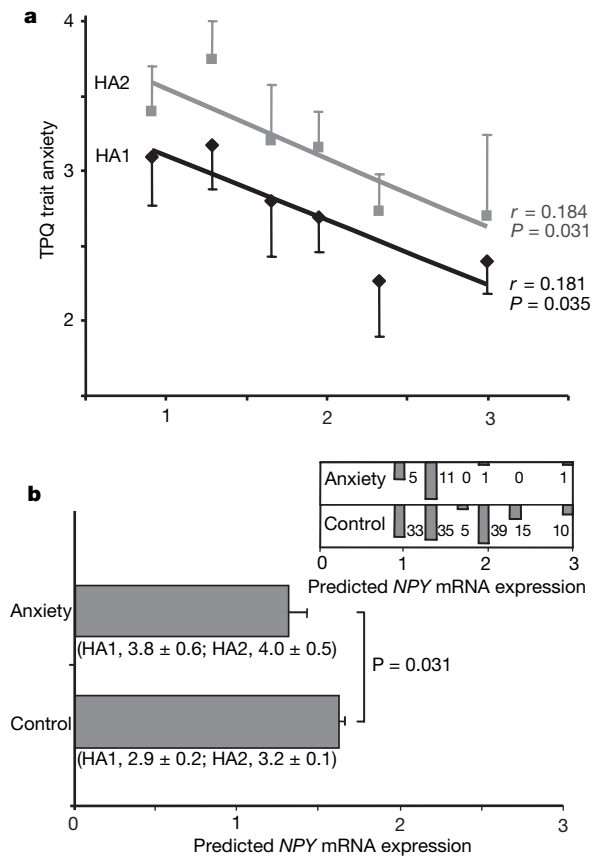 a
4
HA2
3
HA1
TPQ trait anxiety
r = 0.184
P = 0.031
r = 0.181
P = 0.035
2
1 2 3
b
Anxiety 5 11 0 1 0 1
Control 33 35 5 39 15 10
0 1 2 3
Predicted NPY mRNA expression
Anxiety
(HA1, 3.8 ± 0.6; HA2, 4.0 ± 0.5)
P = 0.031
Control
(HA1, 2.9 ± 0.2; HA2, 3.2 ± 0.1)
0 1 2 3
Predicted NPY mRNA expression